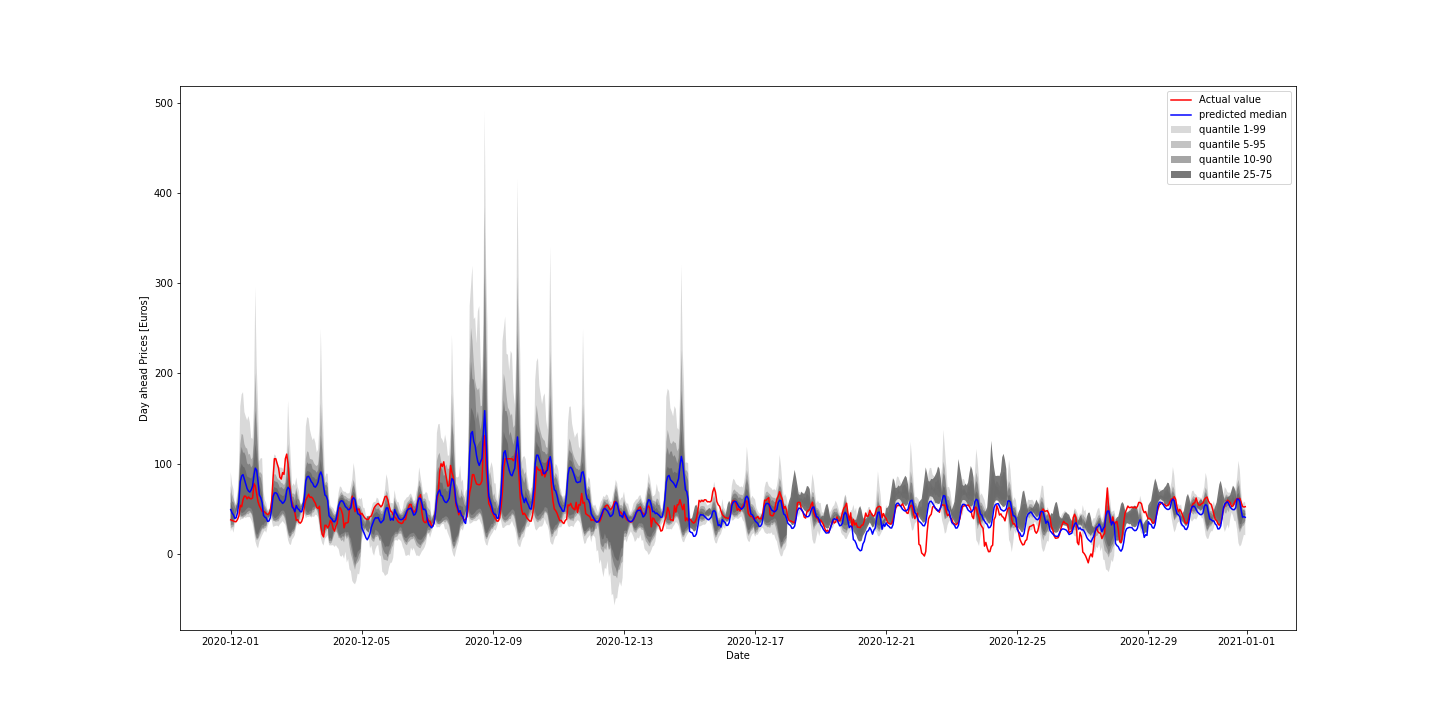 500
400
300
200
100
0
Day ahead Prices [Euros]
Actual value
predicted median
quantile 1-99
quantile 5-95
quantile 10-90
quantile 25-75
2020-12-01 2020-12-05 2020-12-09 2020-12-13 2020-12-17 2020-12-21 2020-12-25 2020-12-29 2021-01-01
Date